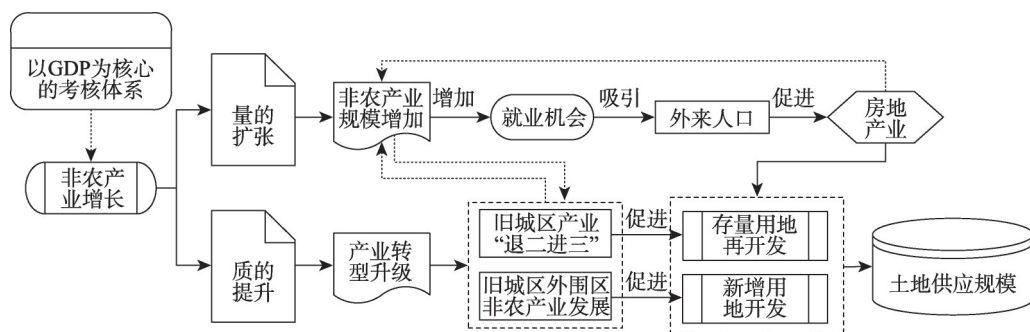 以GDP为核心
的考核体系
非农产
业增长
量的
扩张
非农产业
规模增加
增加
就业机会
吸引
外来人口
促进
房地
产业
质的
提升
产业转
型升级
旧城区产业
“退二进三”
促进
存量用地
再开发
旧城区外围区
非农产业发展
促进
新增用
地开发
土地供应规模